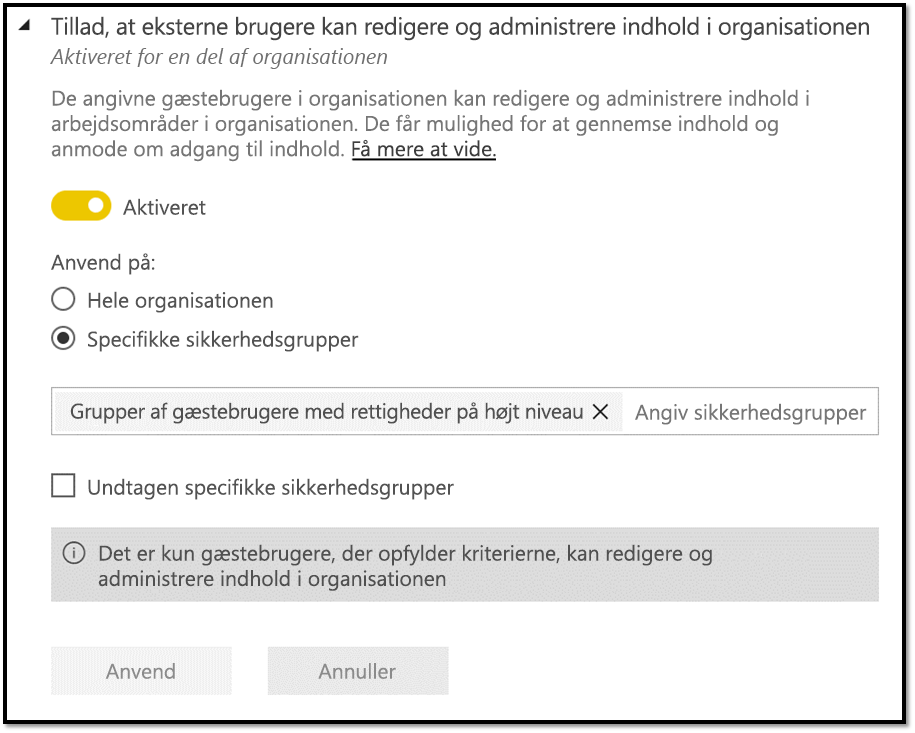 Tillad, at eksterne brugere kan redigere og administrere indhold i organisationen
Aktiveret for en del af organisationen
De angivne gæstebrugere i organisationen kan redigere og administrere indhold i
arbejdsområder i organisationen. De får mulighed for at gennemse indhold og
anmode om adgang til indhold. Få mere at vide.
Aktiveret
Anvend på:
Hele organisationen
Specifikke sikkerhedsgrupper
Grupper af gæstebrugere med rettigheder på højt niveau Angiv sikkerhedsgrupper
Undtagen specifikke sikkerhedsgrupper
Det er kun gæstebrugere, der opfylder kriterierne, kan redigere og
administrere indhold i organisationen
Anvend Annuller